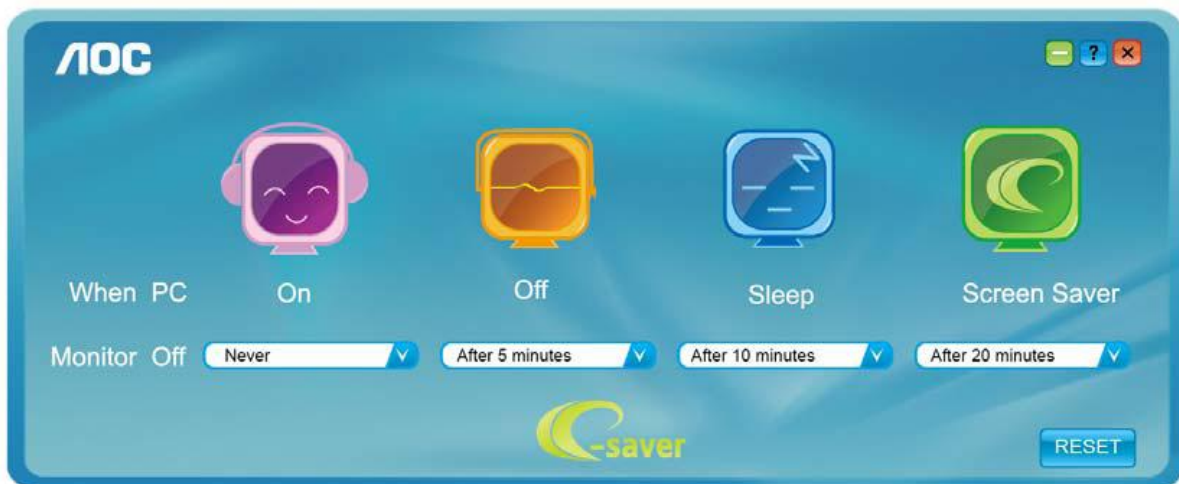 AOC
?
When PC On Off Sleep Screen Saver
Monitor Off Never After 5 minutes After 10 minutes After 20 minutes
e-saver
RESET